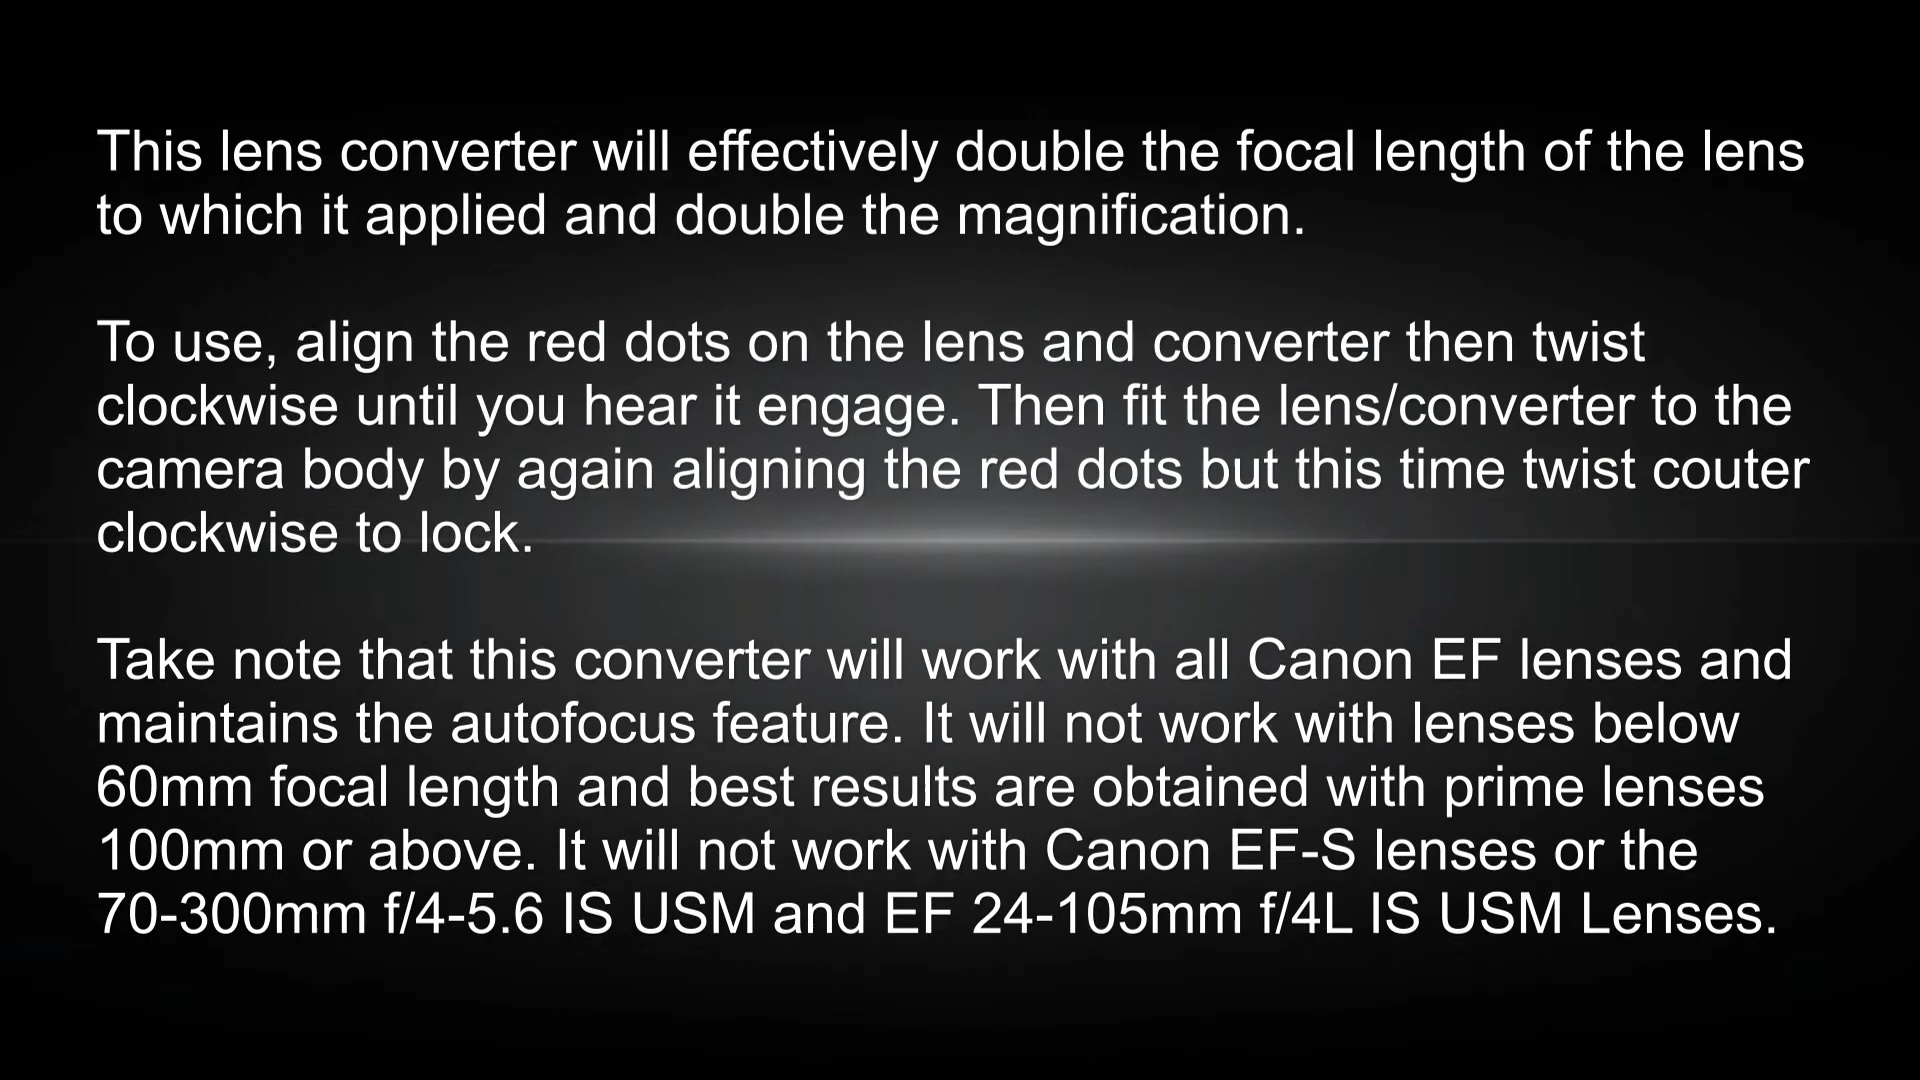 This lens converter will effectively double the focal length of the lens
to which it applied and double the magnification.
To use, align the red dots on the lens and converter then twist
clockwise until you hear it engage. Then fit the lens/converter to the
camera body by again aligning the red dots but this time twist couter
clockwise to lock.
Take note that this converter will work with all Canon EF lenses and
maintains the autofocus feature. It will not work with lenses below
60mm focal length and best results are obtained with prime lenses
100mm or above. It will not work with Canon EF-S lenses or the
70-300mm f/4-5.6 IS USM and EF 24-105mm f/4L IS USM Lenses.